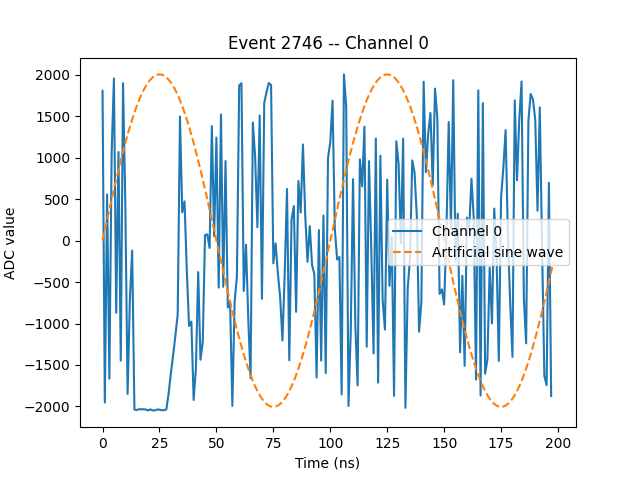 Event 2746 -- Channel 0
ADC value
2000
1500
1000
500
0
−500
−1000
−1500
−2000
Channel 0
Artificial sine wave
0 25 50 75 100 125 150 175 200
Time (ns)